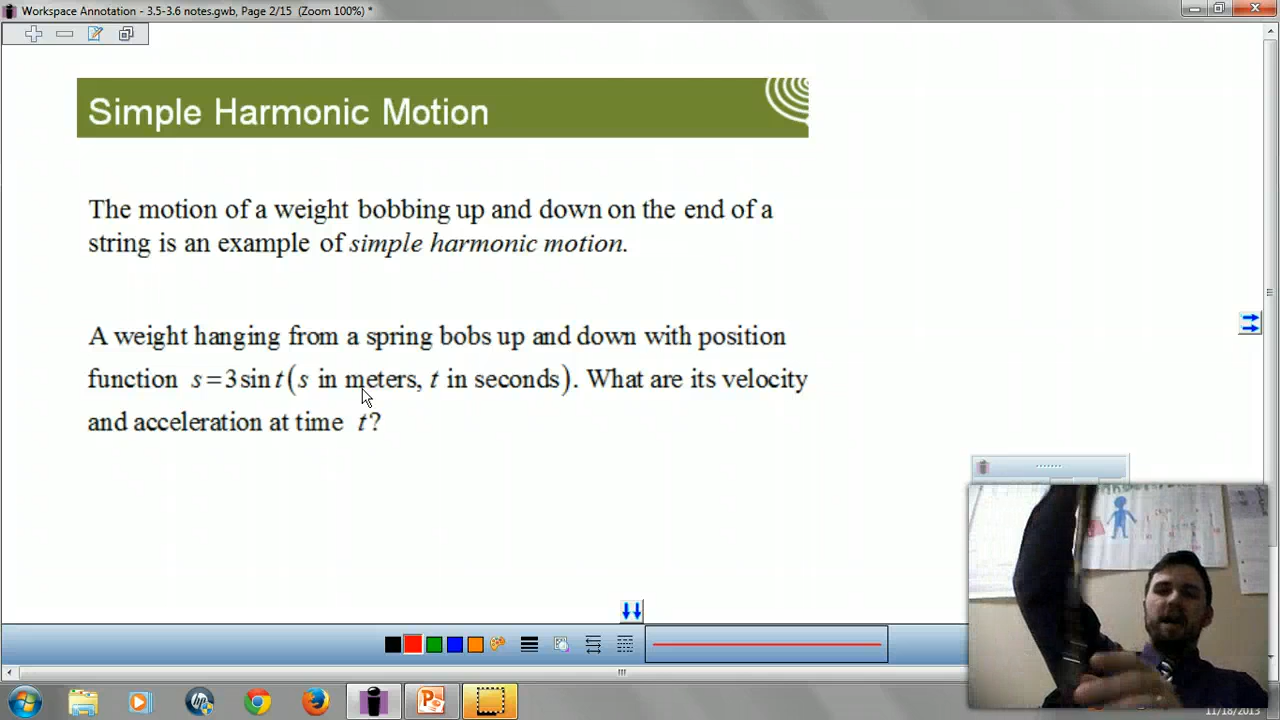 Workspace Annotation - 3.5-3.6 notes.gwb, Page 2/15 (Zoom 100%) *
Simple Harmonic Motion
The motion of a weight bobbing up and down on the end of a
string is an example of simple harmonic motion.
A weight hanging from a spring bobs up and down with position
function s=3sin t (s in meters, t in seconds). What are its velocity
and acceleration at time t?
11/18/2013